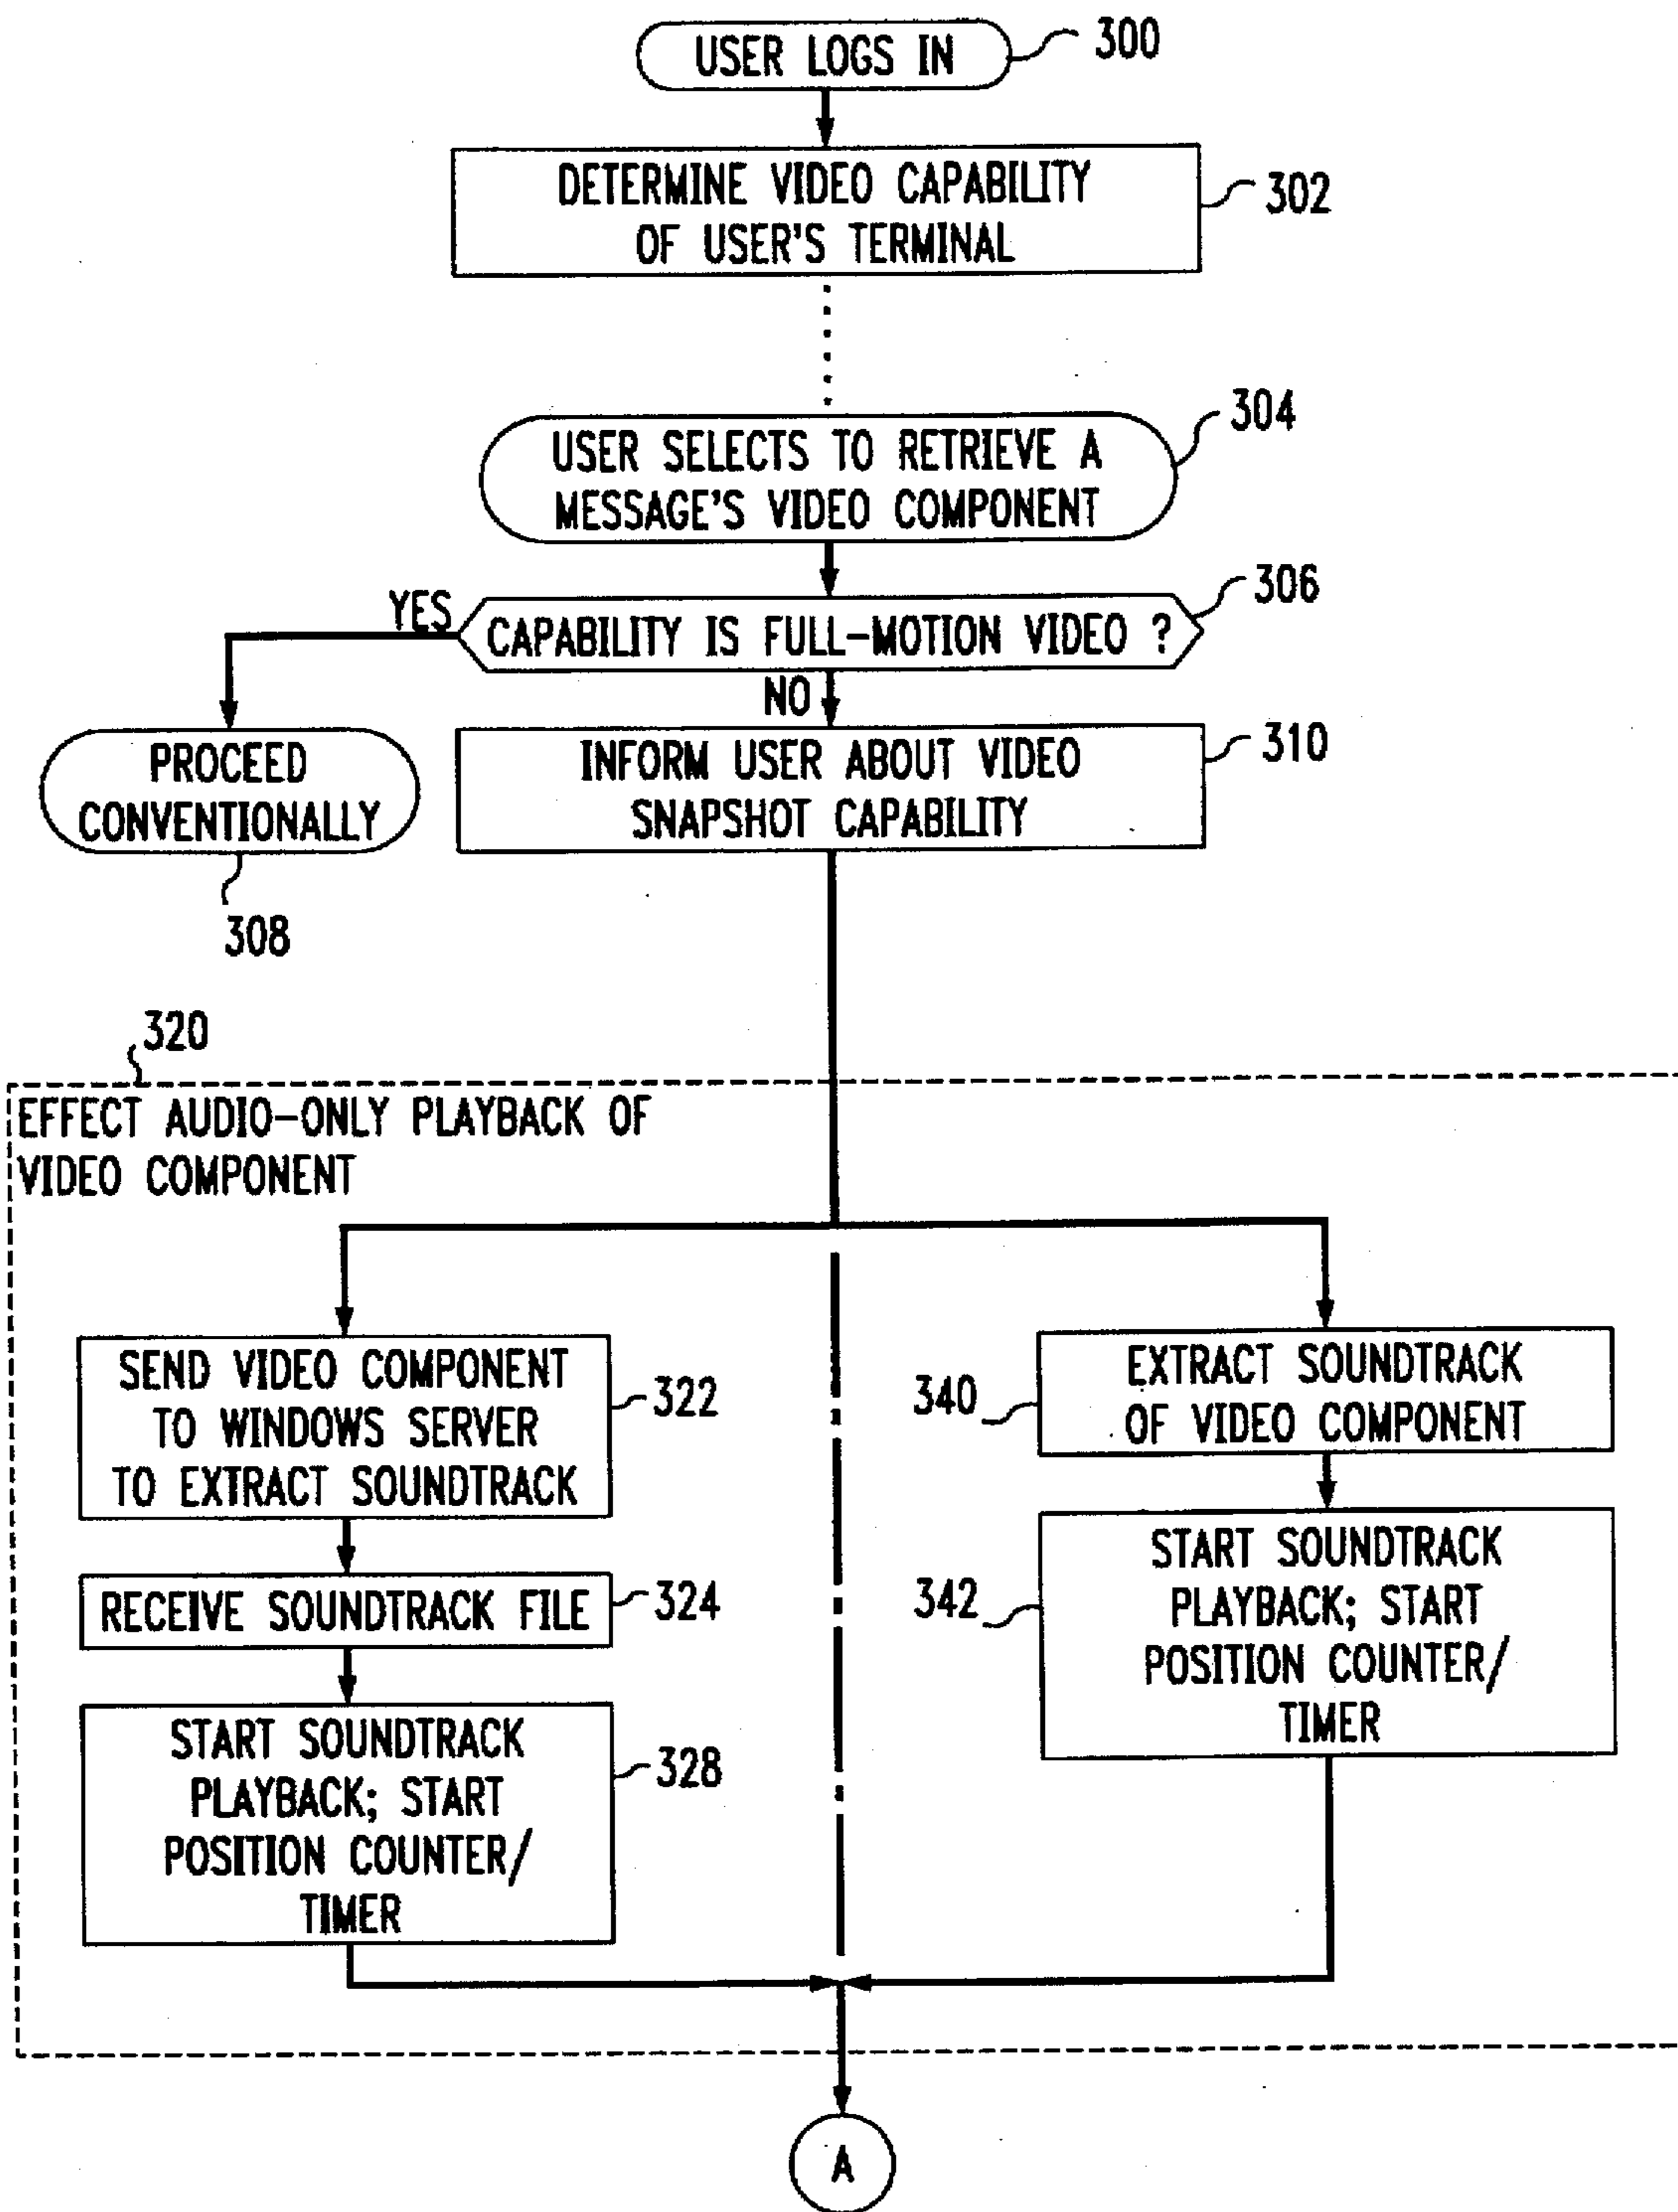 USER LOGS IN
300
DETERMINE VIDEO CAPABILITY
OF USER'S TERMINAL
302
USER SELECTS TO RETRIEVE A
MESSAGE'S VIDEO COMPONENT
304
CAPABILITY IS FULL-MOTION VIDEO ?
306
YES
NO
PROCEED
CONVENTIONALLY
308
INFORM USER ABOUT VIDEO
SNAPSHOT CAPABILITY
310
320
EFFECT AUDIO-ONLY PLAYBACK OF
VIDEO COMPONENT
SEND VIDEO COMPONENT
TO WINDOWS SERVER
TO EXTRACT SOUNDTRACK
322
RECEIVE SOUNDTRACK FILE
324
START SOUNDTRACK
PLAYBACK; START
POSITION COUNTER/
TIMER
328
340
EXTRACT SOUNDTRACK
OF VIDEO COMPONENT
342
START SOUNDTRACK
PLAYBACK; START
POSITION COUNTER/
TIMER
A